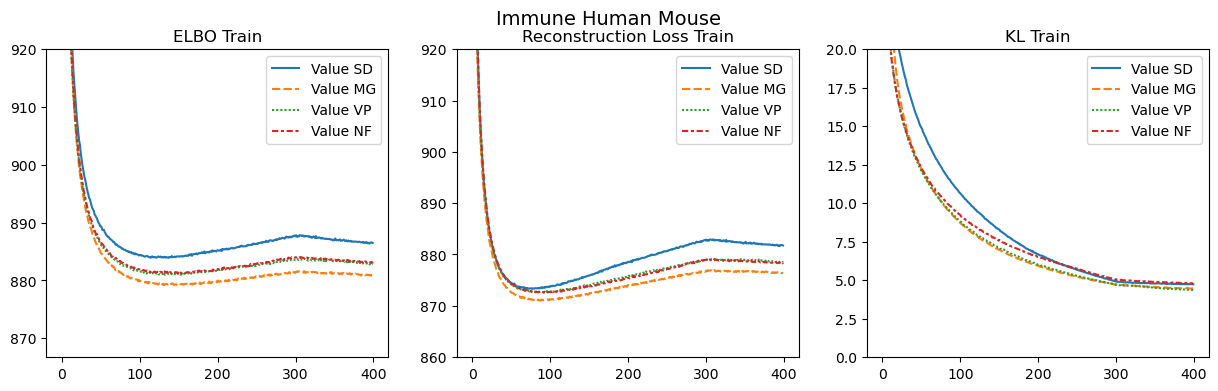 Immune Human Mouse
ELBO Train
920
910
900
890
880
870
0 100 200 300 400
Value SD
Value MG
Value VP
Value NF
Reconstruction Loss Train
920
910
900
890
880
870
860
0 100 200 300 400
Value SD
Value MG
Value VP
Value NF
KL Train
20.0
17.5
15.0
12.5
10.0
7.5
5.0
2.5
0.0
0 100 200 300 400
Value SD
Value MG
Value VP
Value NF